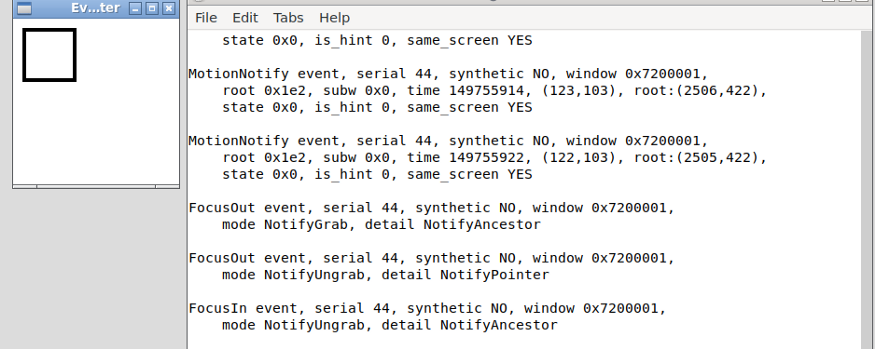 Ev...ter
File Edit Tabs Help
state 0x0, is_hint 0, same_screen YES
MotionNotify event, serial 44, synthetic NO, window 0x7200001,
root 0x1e2, subw 0x0, time 149755914, (123,103), root:(2506,422),
state 0x0, is_hint 0, same_screen YES
MotionNotify event, serial 44, synthetic NO, window 0x7200001,
root 0x1e2, subw 0x0, time 149755922, (122,103), root:(2505,422),
state 0x0, is_hint 0, same_screen YES
FocusOut event, serial 44, synthetic NO, window 0x7200001,
mode NotifyGrab, detail NotifyAncestor
FocusOut event, serial 44, synthetic NO, window 0x7200001,
mode NotifyUngrab, detail NotifyPointer
FocusIn event, serial 44, synthetic NO, window 0x7200001,
mode NotifyUngrab, detail NotifyAncestor